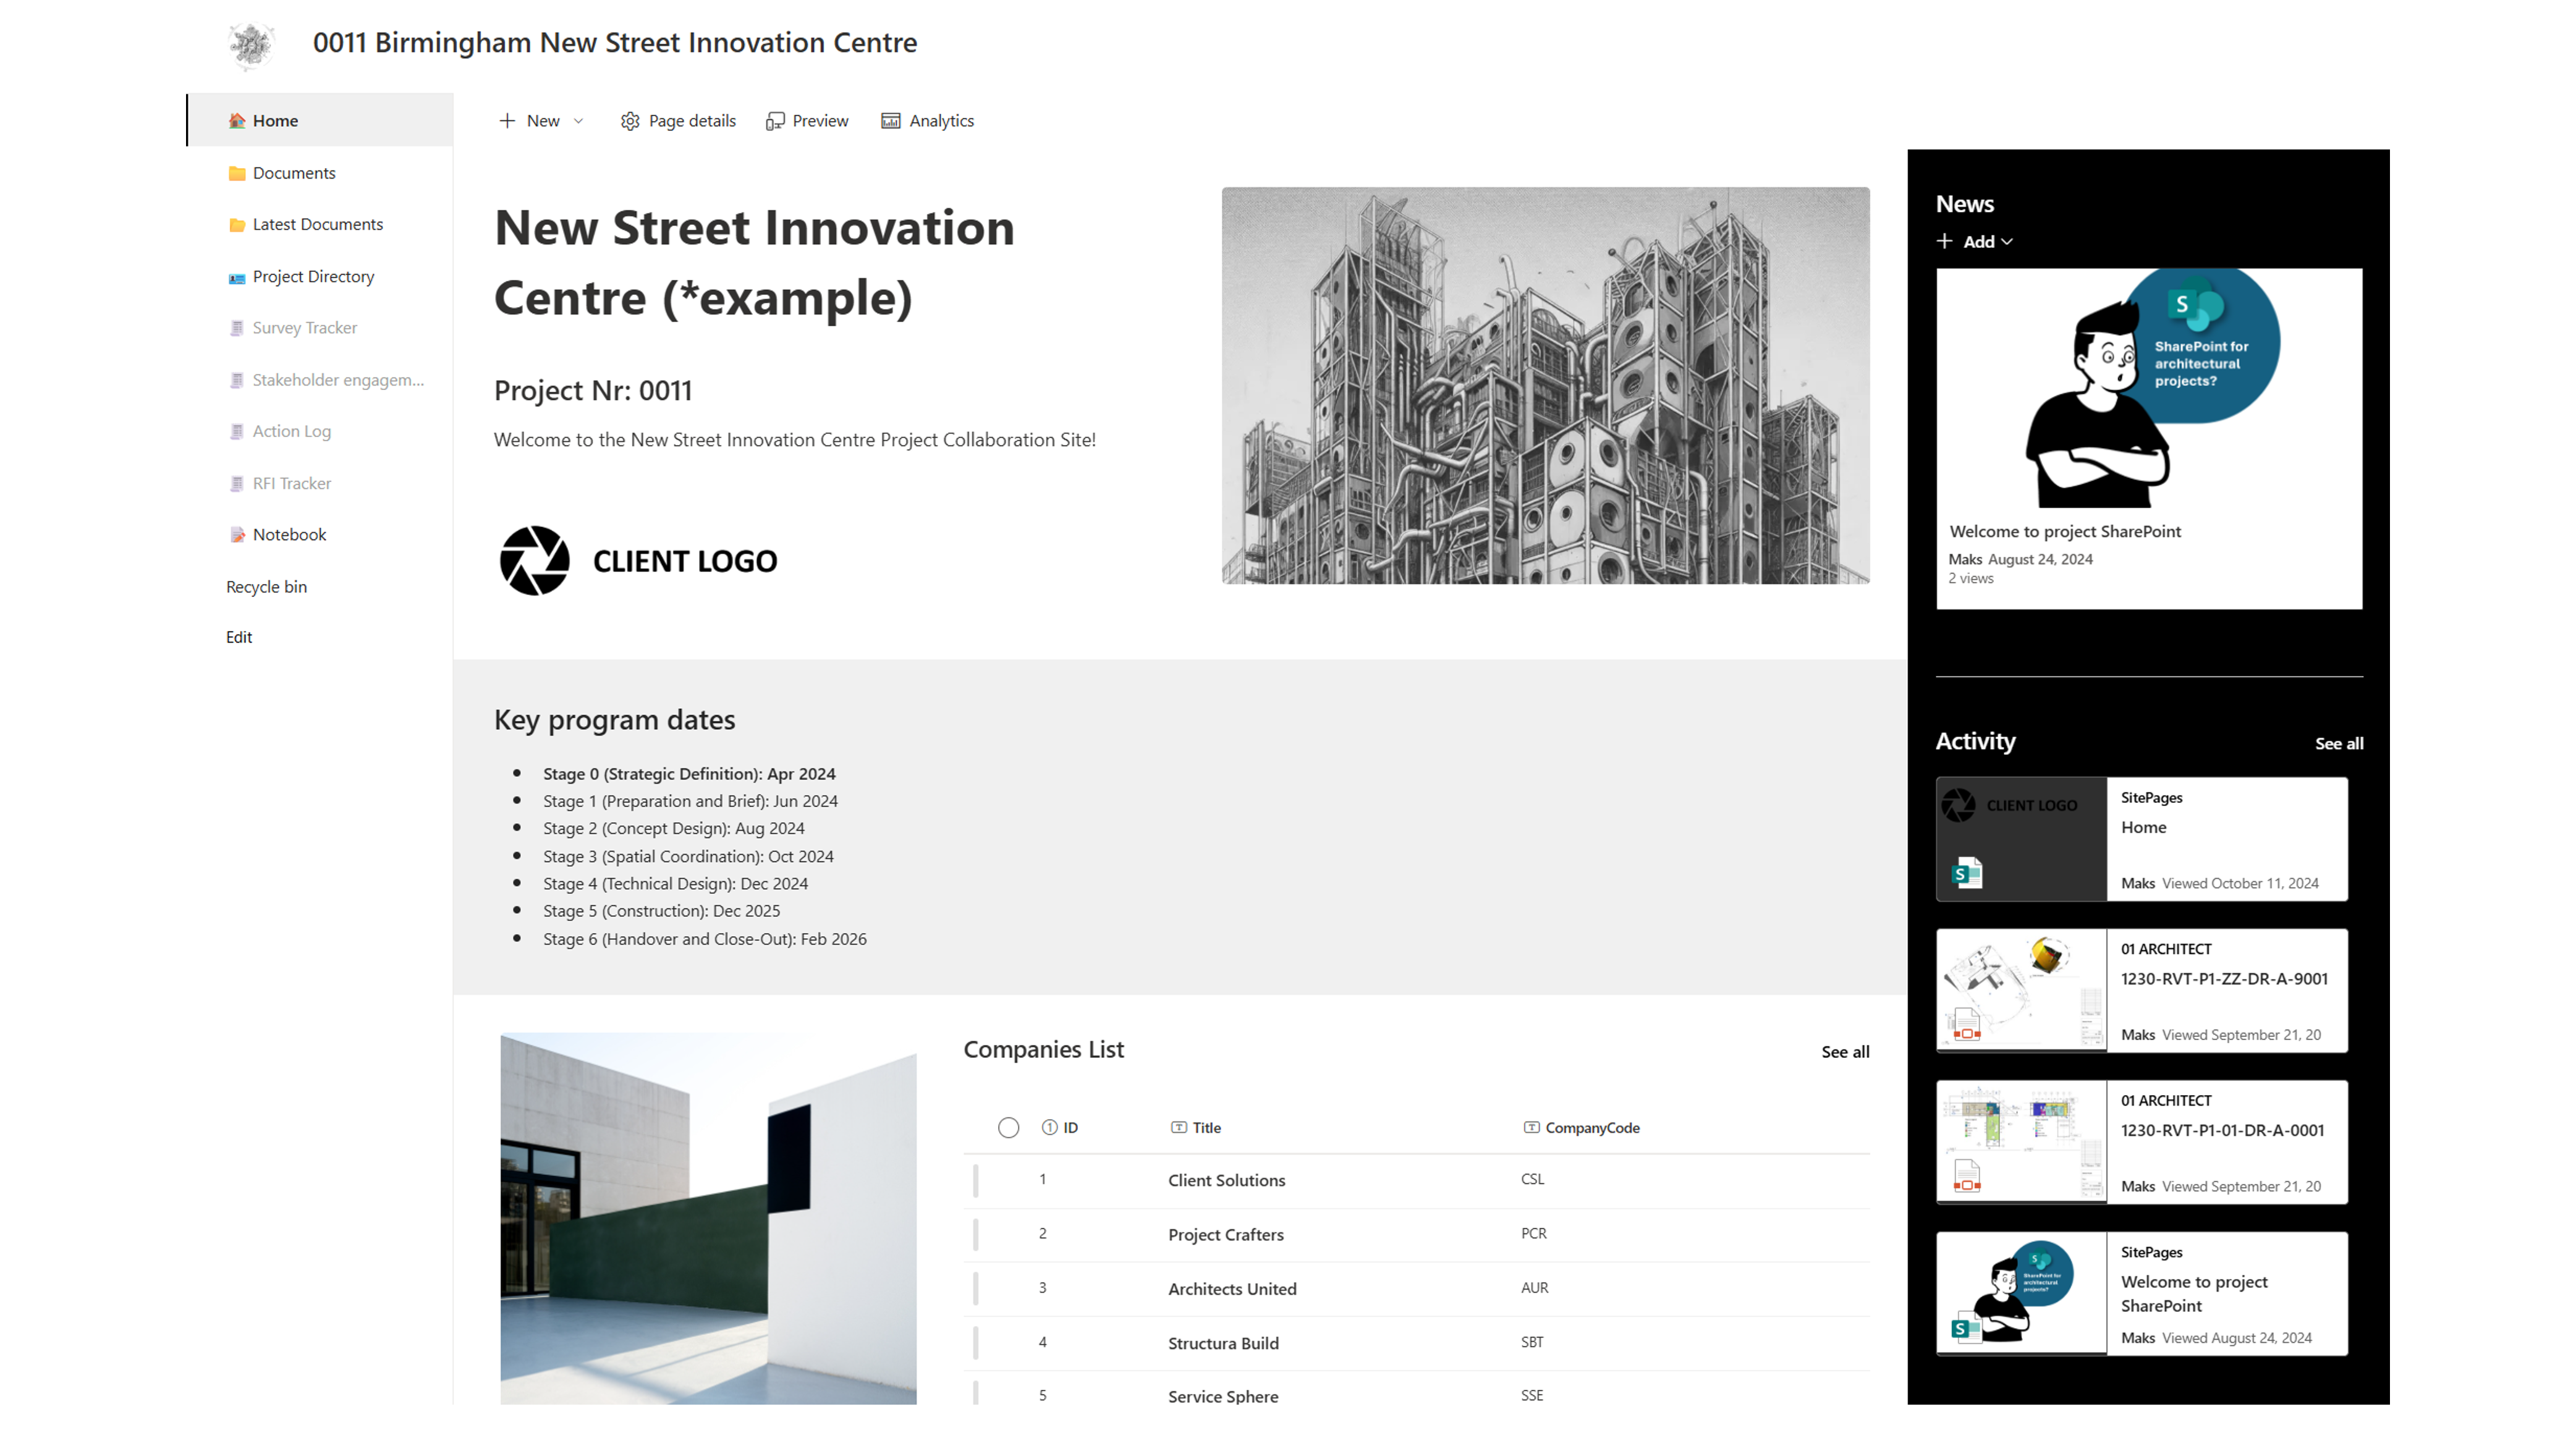 0011 Birmingham New Street Innovation Centre
Home
Documents
Latest Documents
Project Directory
Survey Tracker
Stakeholder engagem...
Action Log
RFI Tracker
Notebook
Recycle bin
Edit
New
Page details
Preview
Analytics
New Street Innovation
Centre (*example)
Project Nr: 0011
Welcome to the New Street Innovation Centre Project Collaboration Site!
CLIENT LOGO
Key program dates
Stage 0 (Strategic Definition): Apr 2024
Stage 1 (Preparation and Brief): Jun 2024
Stage 2 (Concept Design): Aug 2024
Stage 3 (Spatial Coordination): Oct 2024
Stage 4 (Technical Design): Dec 2024
Stage 5 (Construction): Dec 2025
Stage 6 (Handover and Close-Out): Feb 2026
Companies List
See all
ID Title CompanyCode
1 Client Solutions CSL
2 Project Crafters PCR
3 Architects United AUR
4 Structura Build SBT
5 Service Sphere SSE
News
Add
S
SharePoint for
architectural
projects?
Welcome to project SharePoint
Maks August 24, 2024
2 views
Activity
See all
CLIENT LOGO
S
SitePages
Home
Maks Viewed October 11, 2024
01 ARCHITECT
1230-RVT-P1-ZZ-DR-A-9001
Maks Viewed September 21, 20
01 ARCHITECT
1230-RVT-P1-01-DR-A-0001
Maks Viewed September 21, 20
S
SharePoint for
architectural
projects?
S
SitePages
Welcome to project
SharePoint
Maks Viewed August 24, 2024